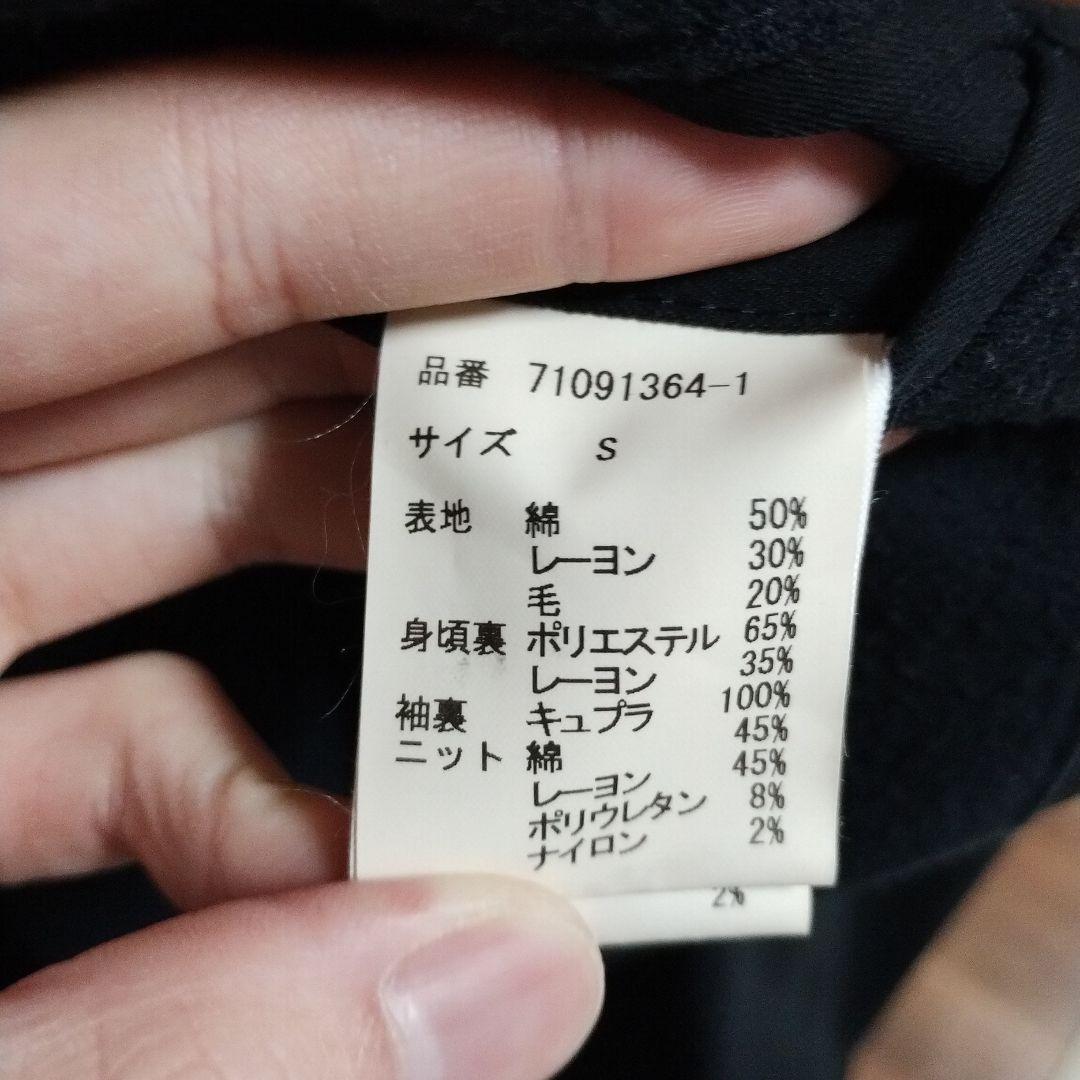 品番 71091364-1
サイズ S
表地 綿 50%
レーヨン 30%
毛 20%
身頃裏 ポリエステル 65%
レーヨン 35%
袖裏 キュプラ 100%
ニット 綿 45%
レーヨン 45%
ポリウレタン 8%
ナイロン 2%
2%